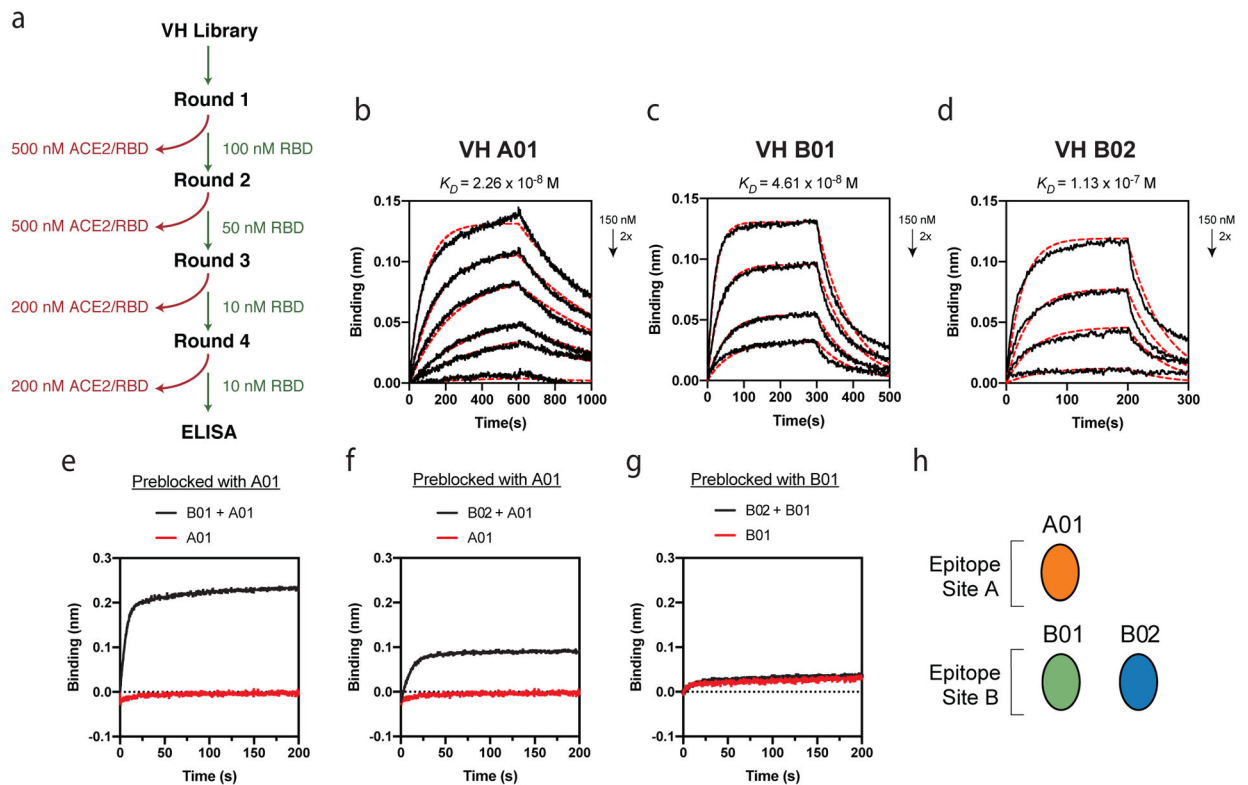 a
VH Library
Round 1
500 nM ACE2/RBD
100 nM RBD
Round 2
500 nM ACE2/RBD
50 nM RBD
Round 3
200 nM ACE2/RBD
10 nM RBD
Round 4
200 nM ACE2/RBD
10 nM RBD
ELISA
b
VH A01
K_D = 2.26 x 10⁻⁸ M
150 nM
2x
Binding (nm)
0.15
0.10
0.05
0.00
0 200 400 600 800 1000
Time(s)
c
VH B01
K_D = 4.61 x 10⁻⁸ M
150 nM
2x
Binding (nm)
0.15
0.10
0.05
0.00
0 100 200 300 400 500
Time(s)
d
VH B02
K_D = 1.13 x 10⁻⁷ M
150 nM
2x
Binding (nm)
0.15
0.10
0.05
0.00
0 100 200 300
Time(s)
e
Preblocked with A01
B01 + A01
A01
Binding (nm)
0.3
0.2
0.1
0.0
-0.1
0 50 100 150 200
Time (s)
f
Preblocked with A01
B02 + A01
A01
Binding (nm)
0.3
0.2
0.1
0.0
-0.1
0 50 100 150 200
Time (s)
g
Preblocked with B01
B02 + B01
B01
Binding (nm)
0.3
0.2
0.1
0.0
-0.1
0 50 100 150 200
Time (s)
h
A01
Epitope
Site A
B01 B02
Epitope
Site B